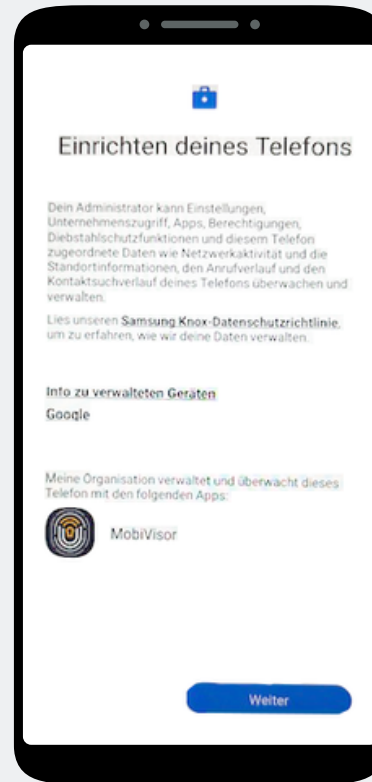 Einrichten deines Telefons
Dein Administrator kann Einstellungen,
Unternehmenszugriff, Apps, Berechtigungen,
Diebstahlschutzfunktionen und diesem Telefon
zugeordnete Daten wie Netzwerkaktivität und die
Standortinformationen, den Anrufverlauf und den
Kontaktsuchverlauf deines Telefons überwachen und
verwalten.
Lies unseren Samsung Knox-Datenschutzrichtlinie,
um zu erfahren, wie wir deine Daten verwalten.
Info zu verwalteten Geräten
Google
Meine Organisation verwaltet und überwacht dieses
Telefon mit den folgenden Apps:
MobiVisor
Weiter